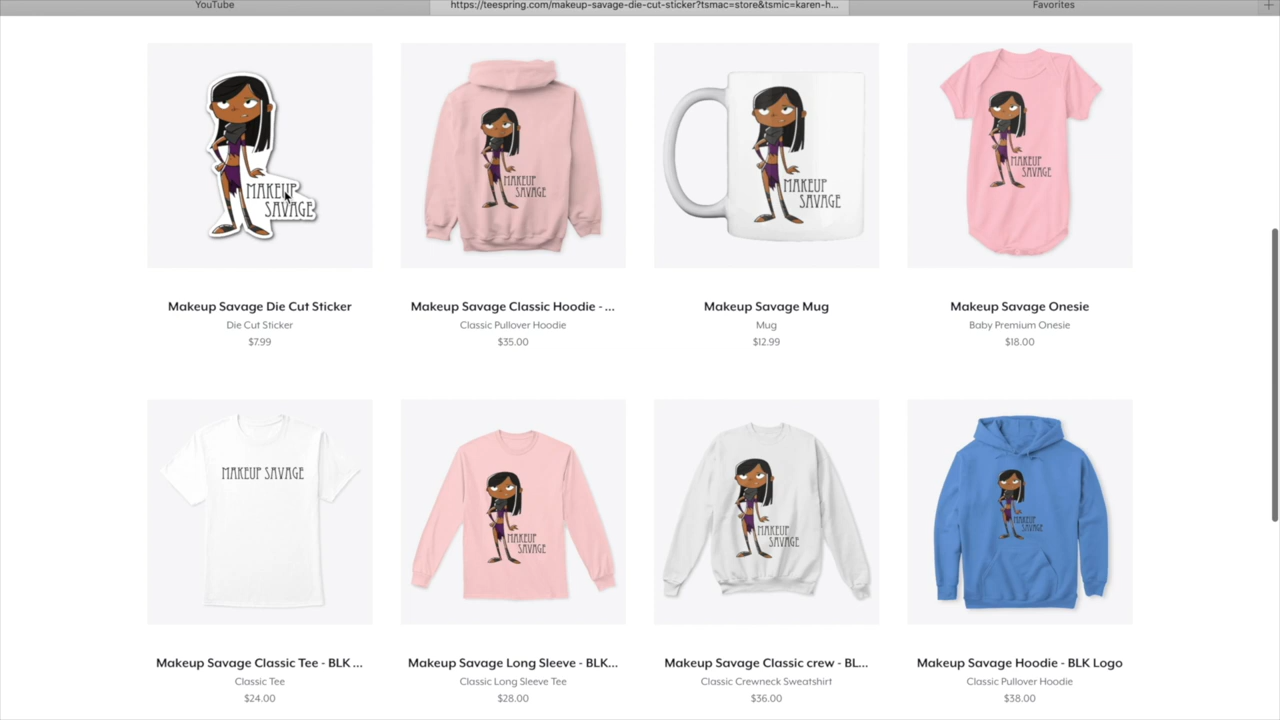 YouTube
https://teespring.com/makeup-savage-die-cut-sticker?tsmac=store&tsmic=karen-h...
Favorites
MAKEUP
SAVAGE
MAKEUP
SAVAGE
MAKEUP
SAVAGE
MAKEUP
SAVAGE
Makeup Savage Die Cut Sticker
Die Cut Sticker
$7.99
Makeup Savage Classic Hoodie - ...
Classic Pullover Hoodie
$35.00
Makeup Savage Mug
Mug
$12.99
Makeup Savage Onesie
Baby Premium Onesie
$18.00
MAKEUP SAVAGE
MAKEUP
SAVAGE
MAKEUP
SAVAGE
MAKEUP
SAVAGE
Makeup Savage Classic Tee - BLK ...
Classic Tee
$24.00
Makeup Savage Long Sleeve - BLK...
Classic Long Sleeve Tee
$28.00
Makeup Savage Classic crew - BL...
Classic Crewneck Sweatshirt
$36.00
Makeup Savage Hoodie - BLK Logo
Classic Pullover Hoodie
$38.00